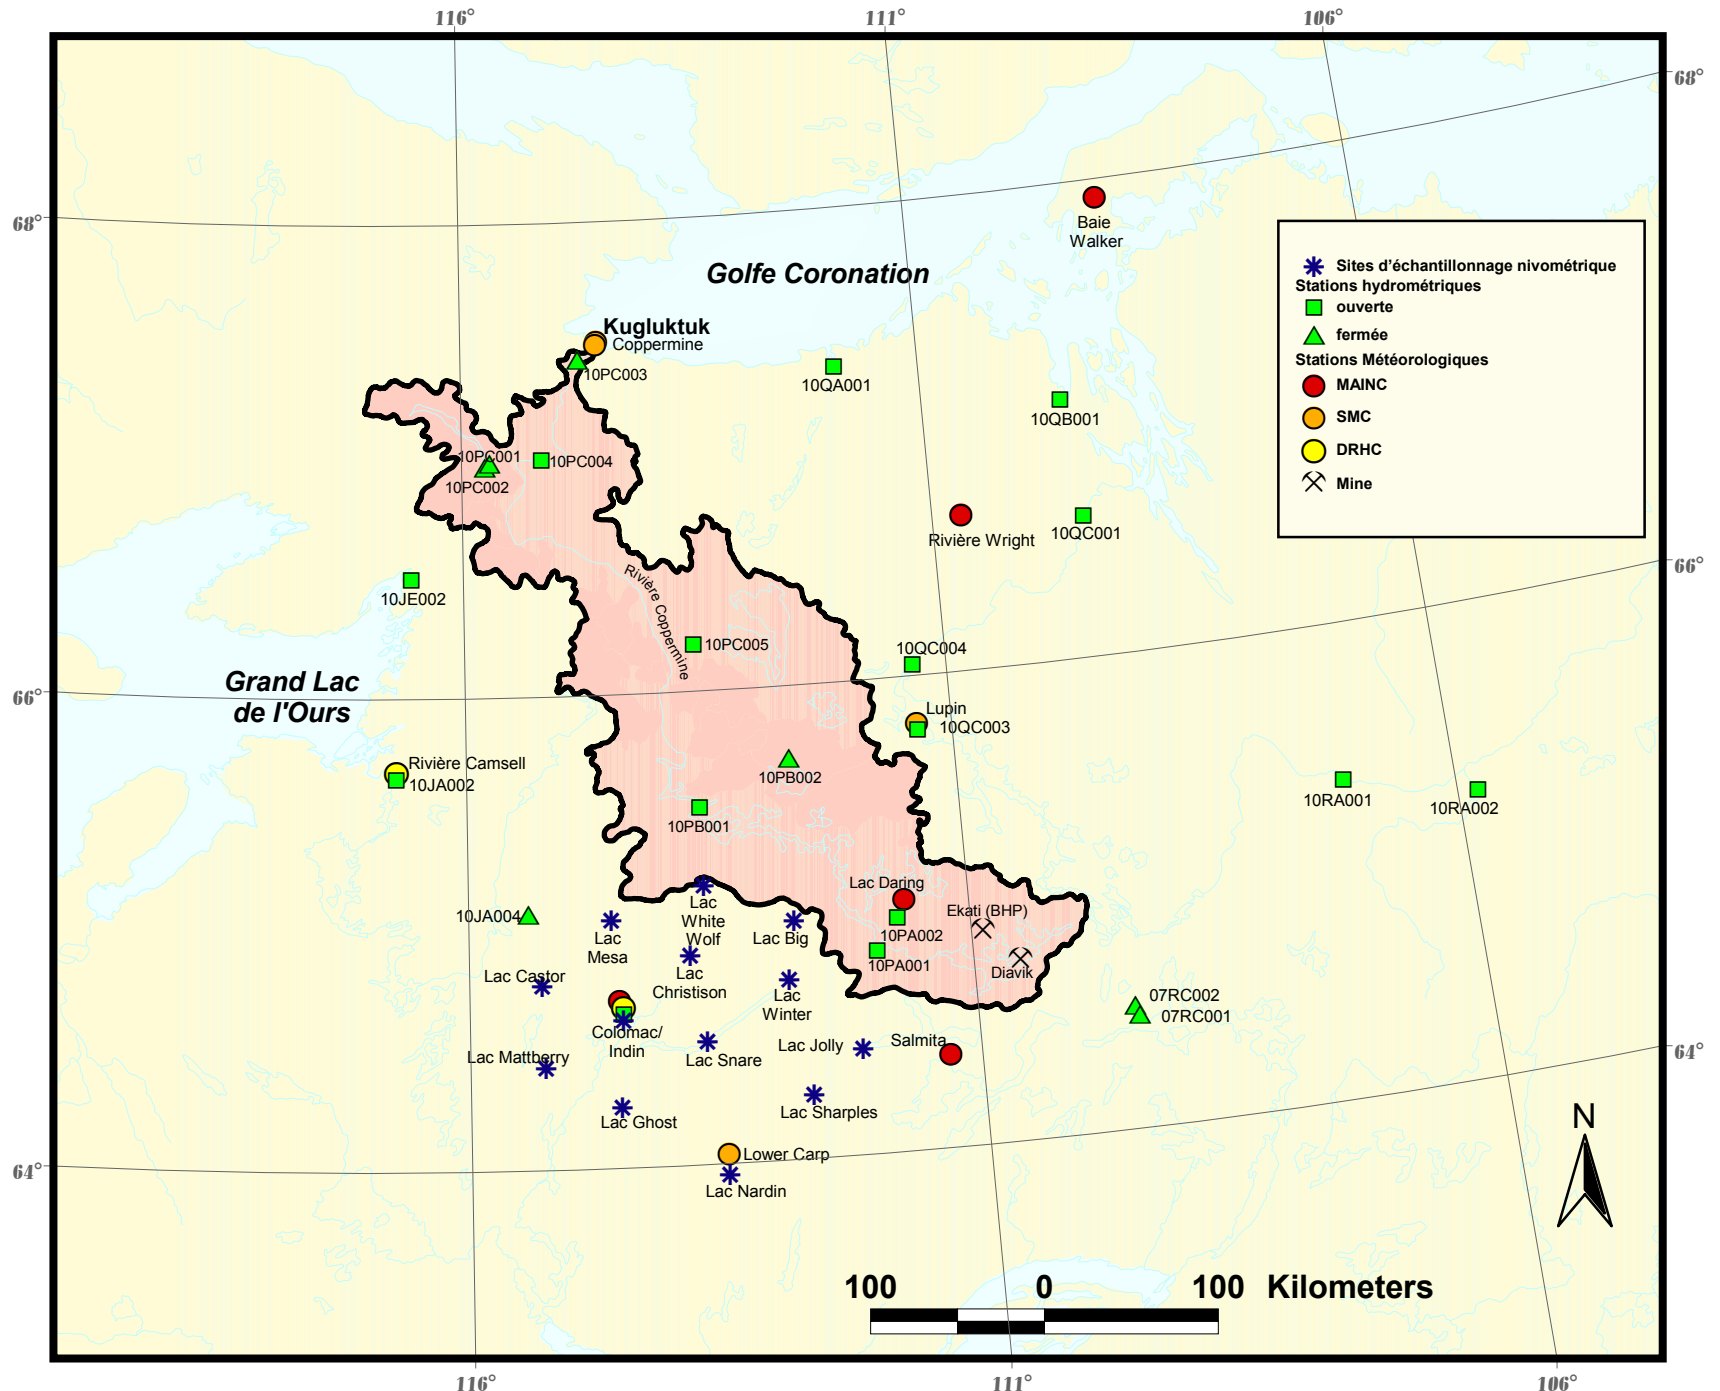 116°
111°
106°
68°
68°
Baie
Walker
Golfe Coronation
Sites d'échantillonnage nivométrique
Stations hydrométriques
ouverte
fermée
Stations Météorologiques
MAINC
SMC
DRHC
Mine
Kugluktuk
Coppermine
10PC003
10QA001
10QB001
10PC001
10PC004
10PC002
Rivière Wright
10QC001
66°
10JE002
Rivière Coppermine
10PC005
10QC004
Grand Lac
de l'Ours
66°
Lupin
10QC003
Rivière Camsell
10JA002
10PB002
10RA001
10RA002
10PB001
Lac Daring
Ekati (BHP)
10PA002
10JA004
Lac
White
Wolf
Lac
Mesa
Lac Big
10PA001
Diavik
Lac Castor
Lac
Christison
Lac
Winter
07RC002
07RC001
Colomac/
Indin
Lac Snare
Lac Jolly
Salmita
64°
Lac Mattberry
Lac Ghost
Lac Sharples
N
Lower Carp
64°
Lac Nardin
100 0 100 Kilometers
116°
111°
106°